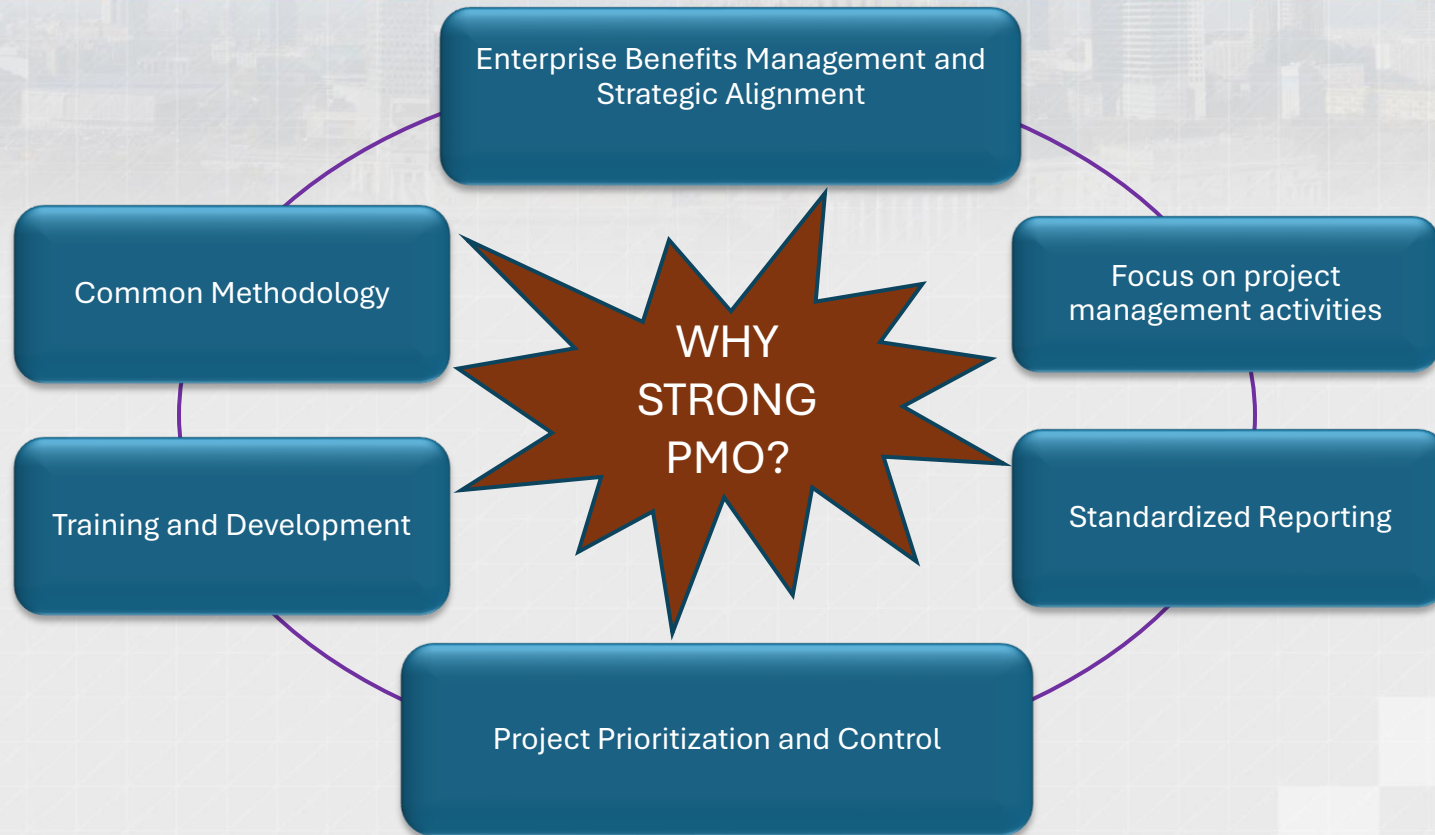 Enterprise Benefits Management and
Strategic Alignment
Common Methodology
Focus on project
management activities
WHY
STRONG
PMO?
Training and Development
Standardized Reporting
Project Prioritization and Control